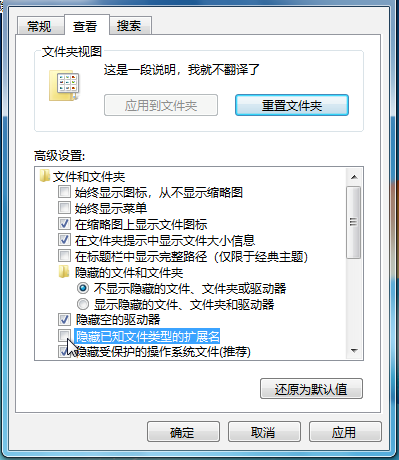 常规 查看 搜索
文件夹视图
这是一段说明，我就不翻译了
应用到文件夹 重置文件夹
高级设置:
文件和文件夹
始终显示图标，从不显示缩略图
始终显示菜单
在缩略图上显示文件图标
在文件夹提示中显示文件大小信息
在标题栏中显示完整路径（仅限于经典主题）
隐藏的文件和文件夹
不显示隐藏的文件、文件夹或驱动器
显示隐藏的文件、文件夹和驱动器
隐藏空的驱动器
隐藏已知文件类型的扩展名
隐藏受保护的操作系统文件(推荐)
还原为默认值
确定 取消 应用